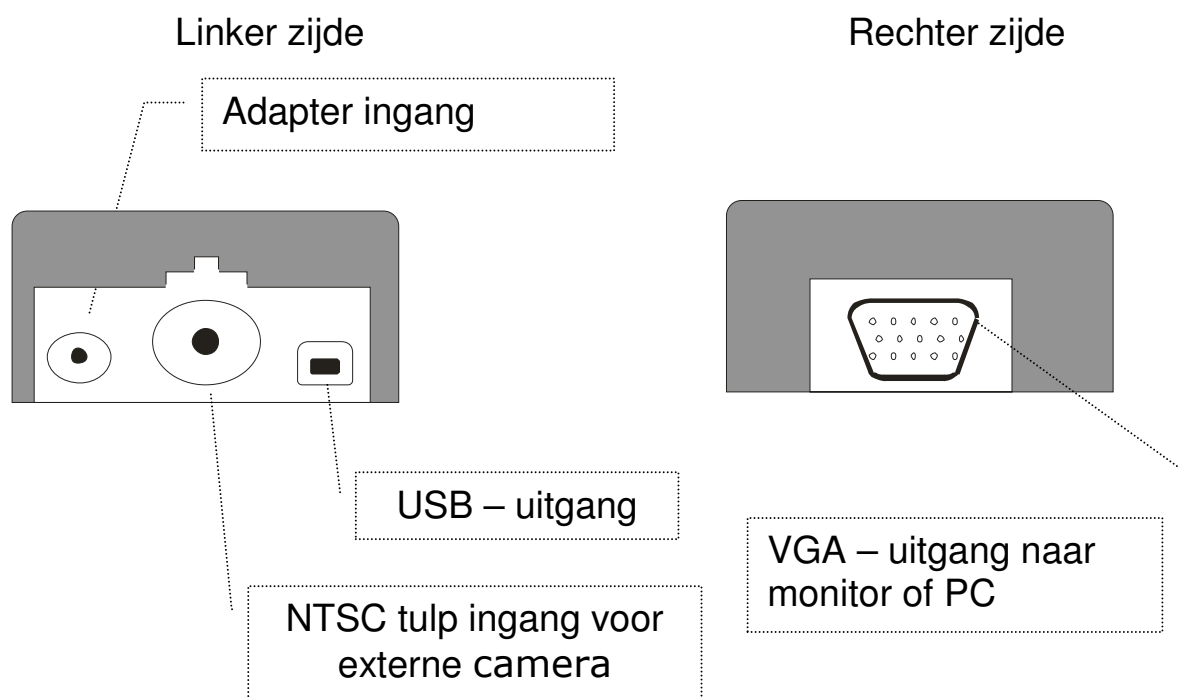 Linker zijde
Rechter zijde
Adapter ingang
USB – uitgang
VGA – uitgang naar
monitor of PC
NTSC tulp ingang voor
externe camera